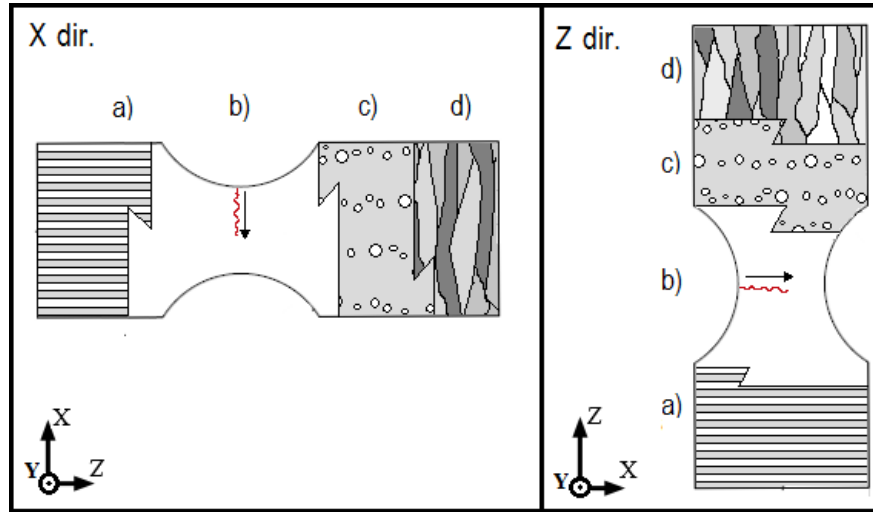 X dir.
a) b) c) d)
X
Y Z
Z dir.
d)
c)
b)
a)
Z
Y X